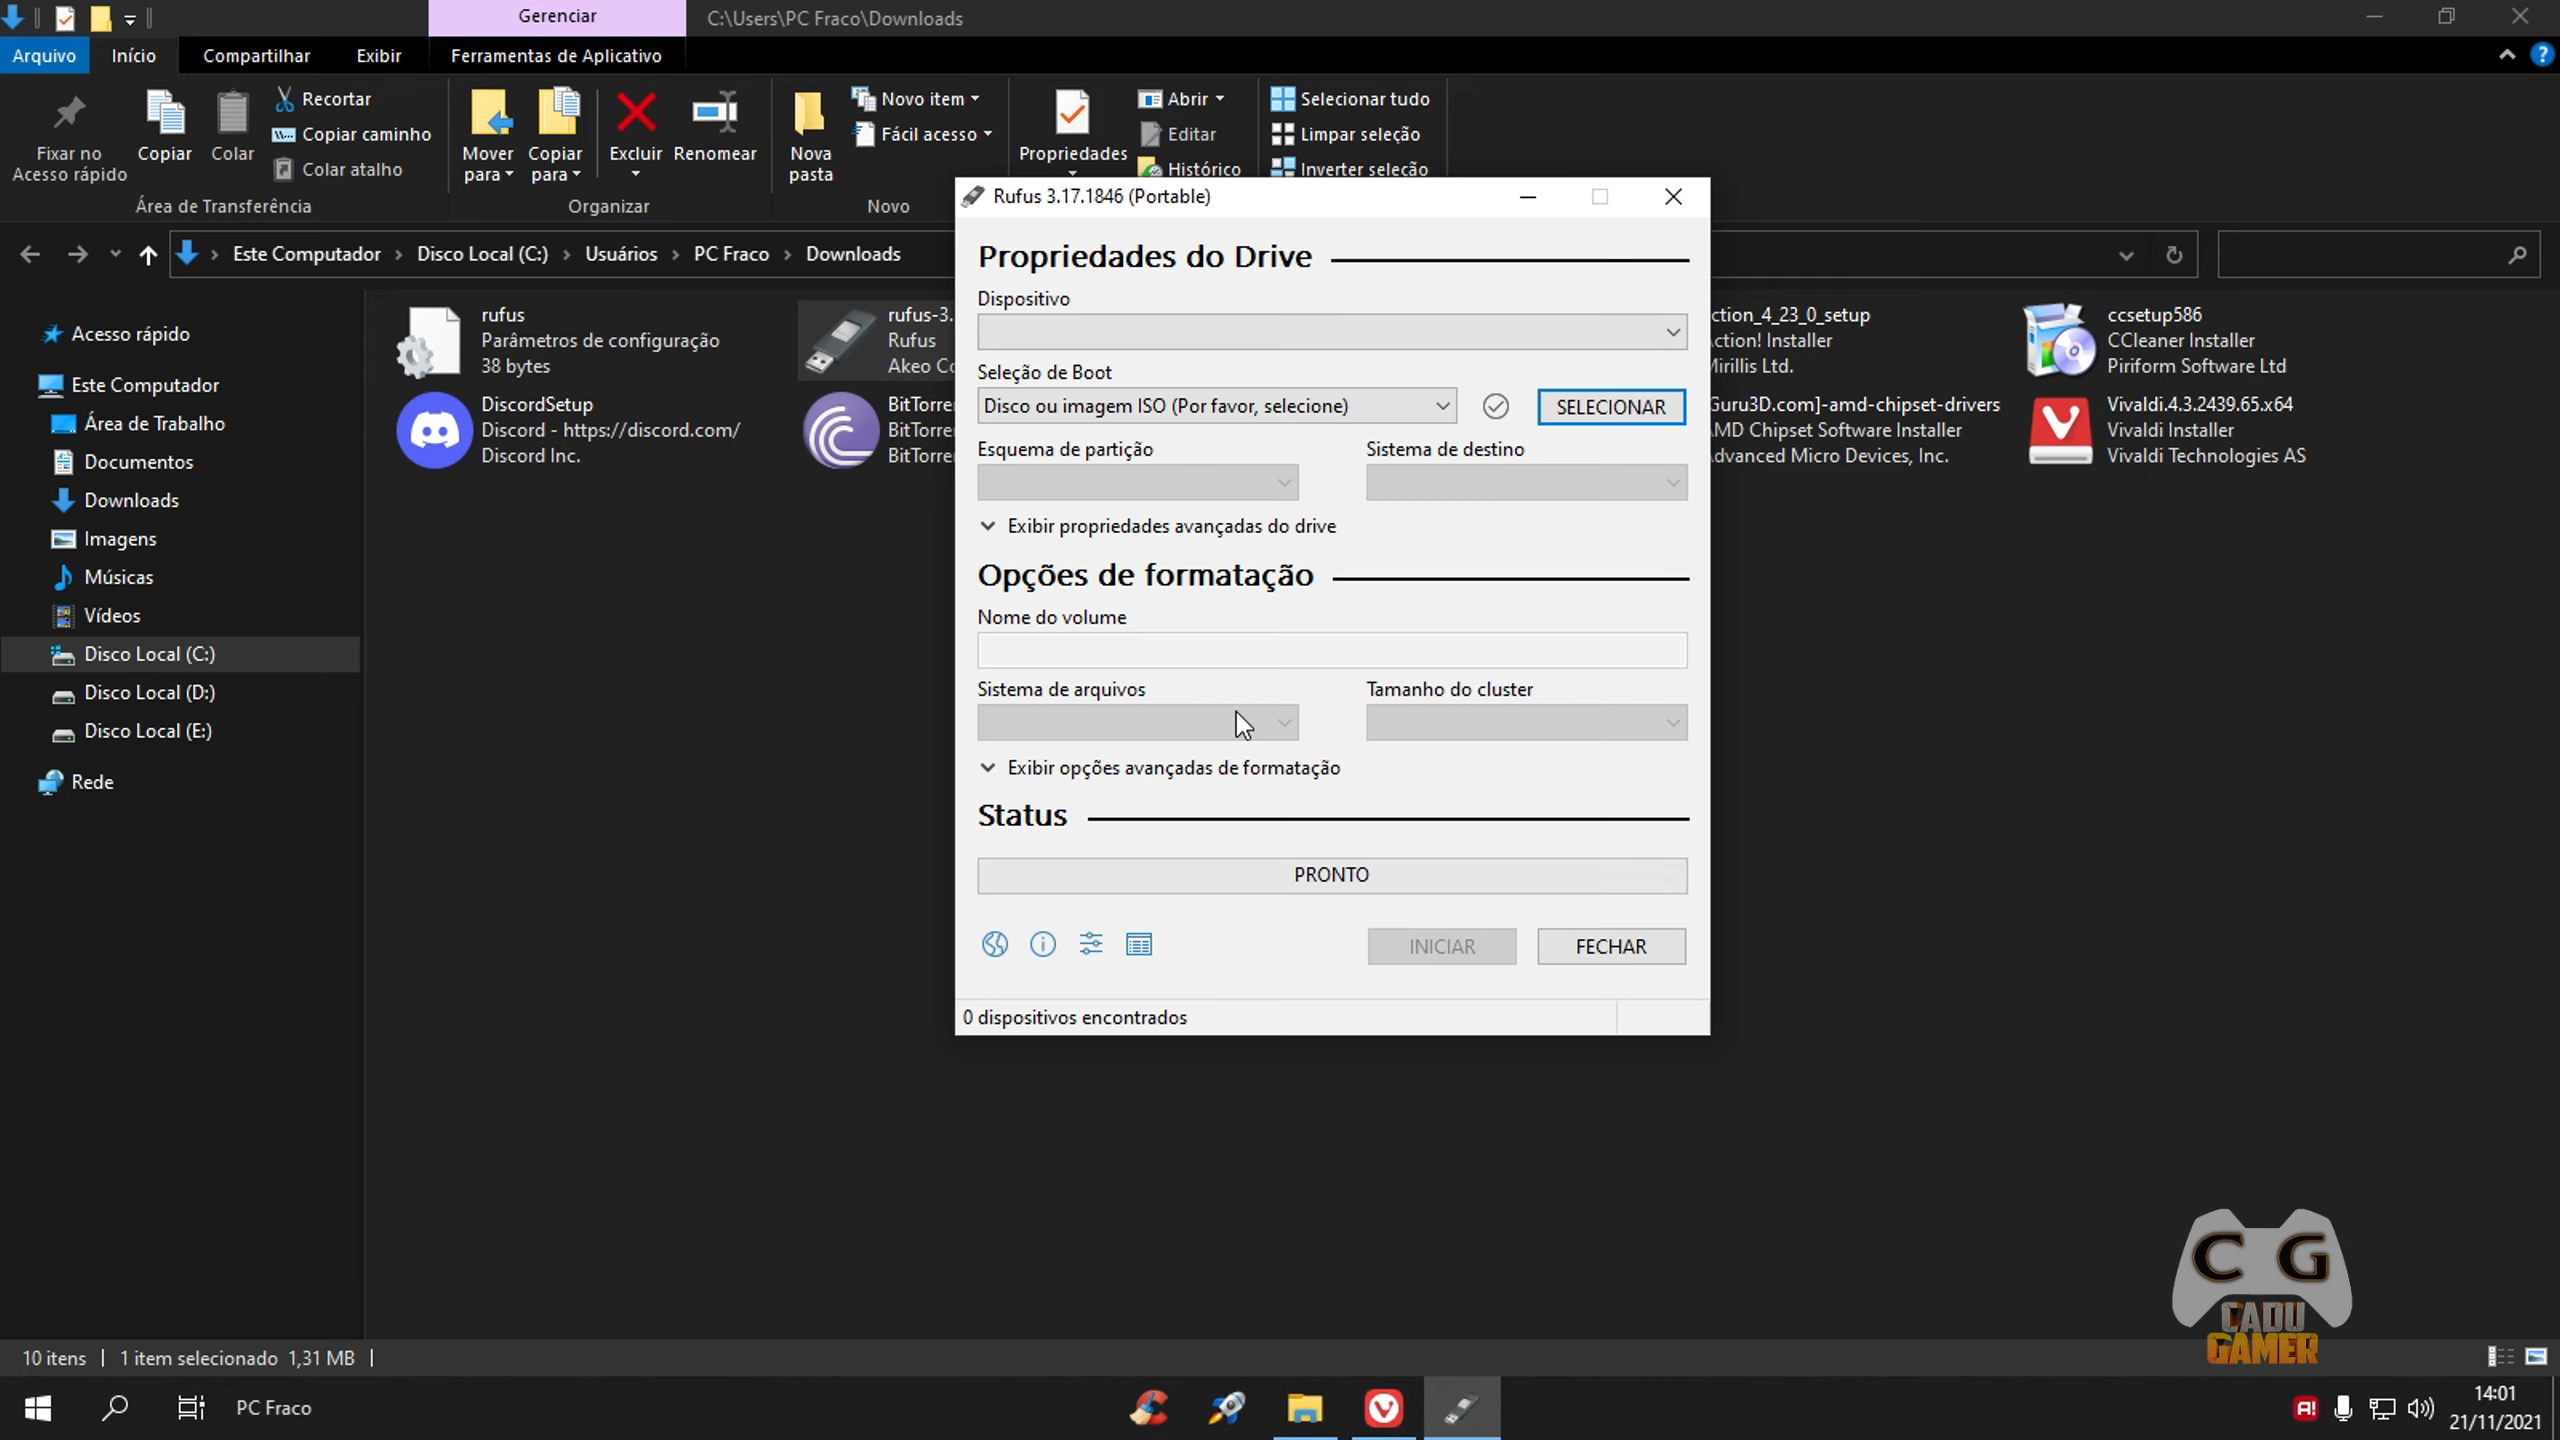 Gerenciar
C:\Users\PC Fraco\Downloads
Arquivo
Início
Compartilhar
Exibir
Ferramentas de Aplicativo
Fixar no
Acesso rápido
Copiar
Colar
Recortar
Copiar caminho
Colar atalho
Área de Transferência
Mover
para
Copiar
para
Excluir
Renomear
Organizar
Nova
pasta
Novo item
Fácil acesso
Novo
Propriedades
Abrir
Editar
Histórico
Selecionar tudo
Limpar seleção
Inverter seleção
Este Computador
Disco Local (C:)
Usuários
PC Fraco
Downloads
Acesso rápido
Este Computador
Área de Trabalho
Documentos
Downloads
Imagens
Músicas
Vídeos
Disco Local (C:)
Disco Local (D:)
Disco Local (E:)
Rede
rufus
Parâmetros de configuração
38 bytes
rufus-3.
Rufus
Akeo Co
ction_4_23_0_setup
ction! Installer
Mirillis Ltd.
ccsetup586
CCleaner Installer
Piriform Software Ltd
DiscordSetup
Discord - https://discord.com/
Discord Inc.
BitTorre
BitTorre
BitTorre
Guru3D.com]-amd-chipset-drivers
MD Chipset Software Installer
dvanced Micro Devices, Inc.
Vivaldi.4.3.2439.65.x64
Vivaldi Installer
Vivaldi Technologies AS
Rufus 3.17.1846 (Portable)
Propriedades do Drive
Dispositivo
Seleção de Boot
Disco ou imagem ISO (Por favor, selecione)
SELECIONAR
Esquema de partição
Sistema de destino
Exibir propriedades avançadas do drive
Opções de formatação
Nome do volume
Sistema de arquivos
Tamanho do cluster
Exibir opções avançadas de formatação
Status
PRONTO
INICIAR
FECHAR
0 dispositivos encontrados
C G
CADU
GAMER
10 itens
1 item selecionado 1,31 MB
PC Fraco
A!
14:01
21/11/2021